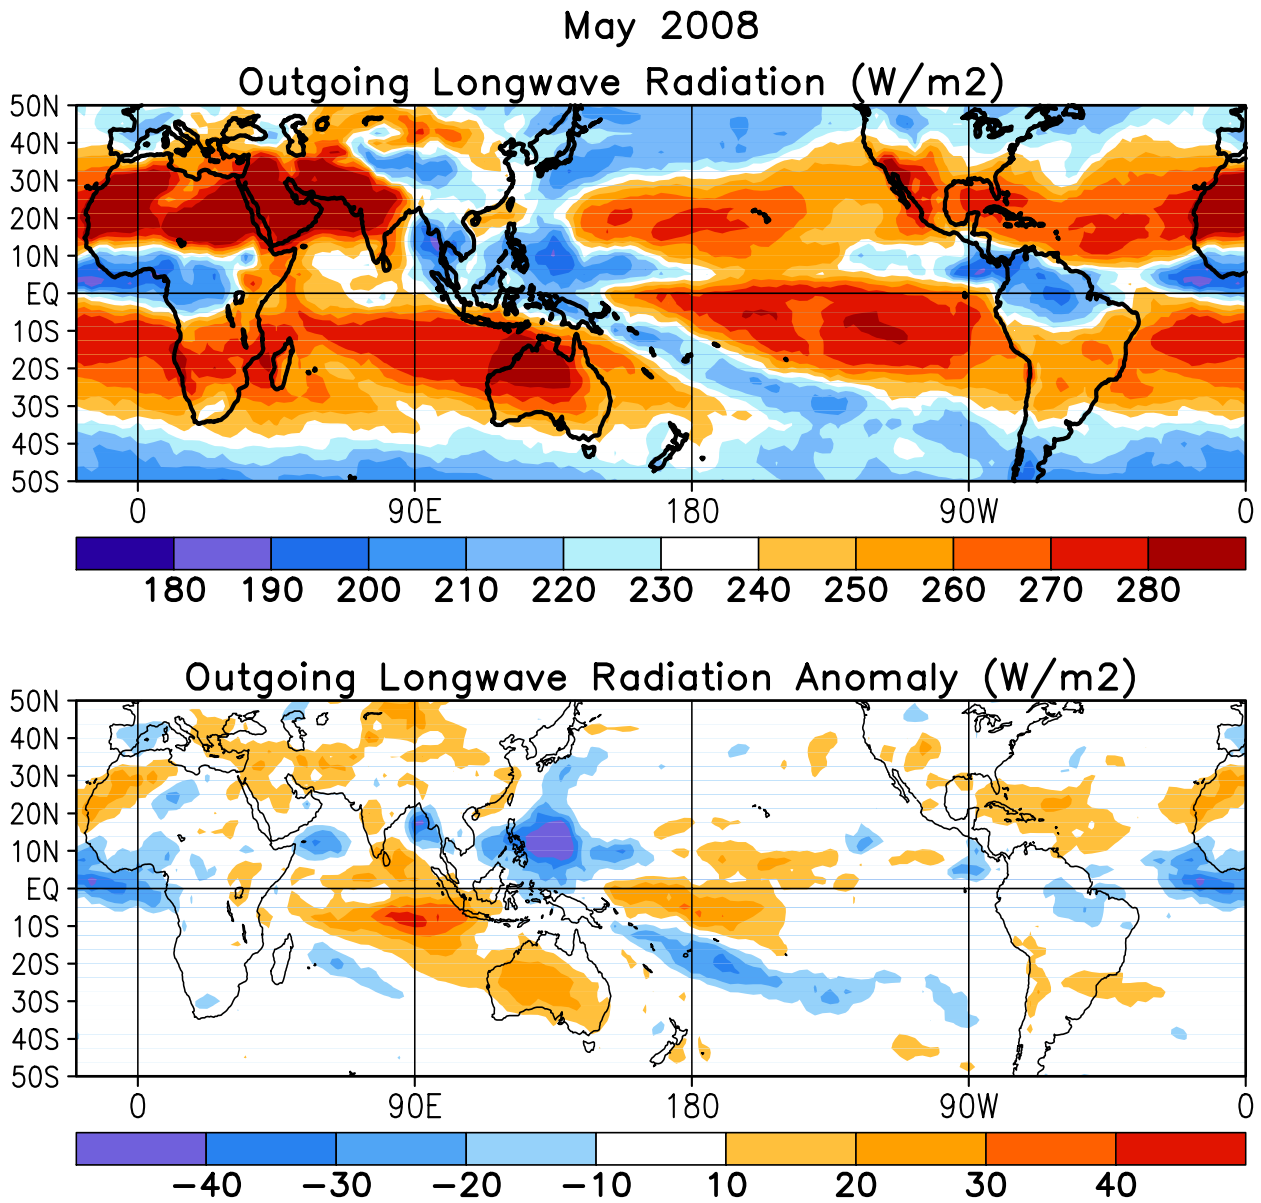 May 2008
Outgoing Longwave Radiation (W/m2)
50N
40N
30N
20N
10N
EQ
10S
20S
30S
40S
50S
0 90E 180 90W 0
180 190 200 210 220 230 240 250 260 270 280
Outgoing Longwave Radiation Anomaly (W/m2)
50N
40N
30N
20N
10N
EQ
10S
20S
30S
40S
50S
0 90E 180 90W 0
−40 −30 −20 −10 10 20 30 40